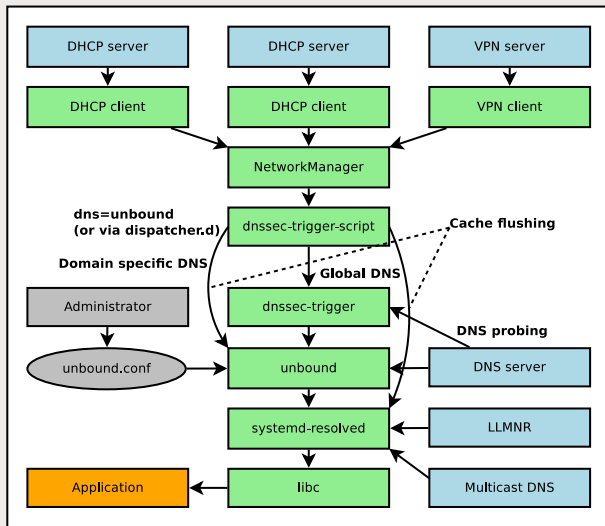 DHCP server
DHCP server
VPN server
DHCP client
DHCP client
VPN client
NetworkManager
dns=unbound
(or via dispatcher.d)
dnssec-trigger-script
Cache flushing
Domain specific DNS
Global DNS
Administrator
dnssec-trigger
DNS probing
unbound.conf
unbound
DNS server
systemd-resolved
LLMNR
Application
libc
Multicast DNS